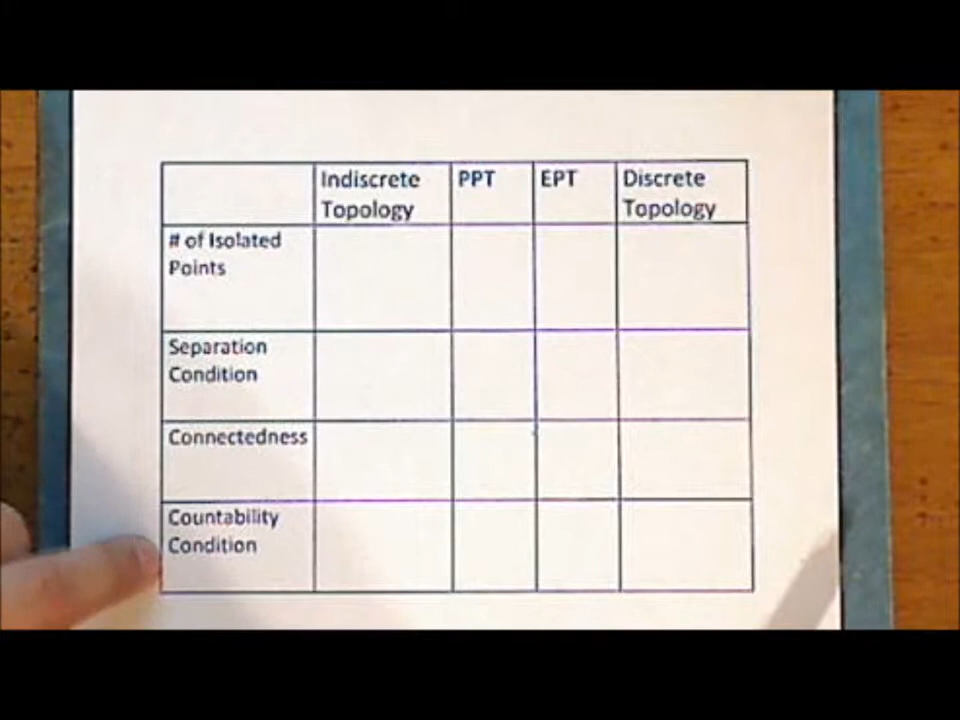 Indiscrete Topology
PPT
EPT
Discrete Topology
# of Isolated
Points
Separation
Condition
Connectedness
Countability
Condition